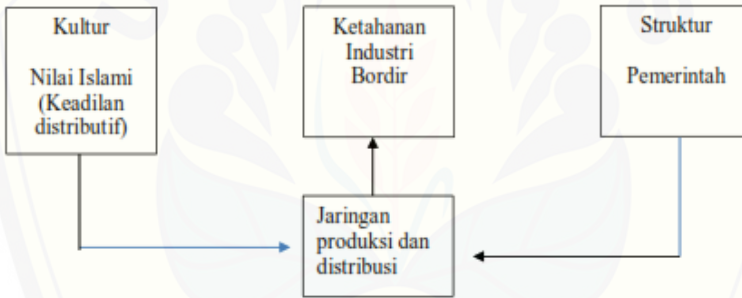 Kultur
Nilai Islami
(Keadilan
distributif)
Ketahanan
Industri
Bordir
Struktur
Pemerintah
Jaringan
produksi dan
distribusi